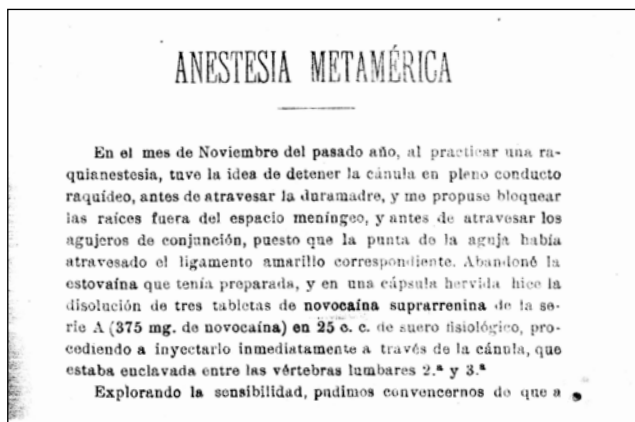 ANESTESIA METAMÉRICA
En el mes de Noviembre del pasado año, al practicar una ra-
quianestesia, tuve la idea de detener la cánula en pleno conducto
raquídeo, antes de atravesar la duramadre, y me propuse bloquear
las raíces fuera del espacio meníngeo, y antes de atravesar los
agujeros de conjunción, puesto que la punta de la aguja había
atravesado el ligamento amarillo correspondiente. Abandoné la
estovaína que tenía preparada, y en una cápsula hervida hice la
disolución de tres tabletas de novocaína suprarrenina de la se-
rie A (375 mg. de novocaína) en 25 c. c. de suero fisiológico, pro-
cediendo a inyectarlo inmediatamente a través de la cánula, que
estaba enclavada entre las vértebras lumbares 2.ª y 3.ª
Explorando la sensibilidad, pudimos convencernos de que a